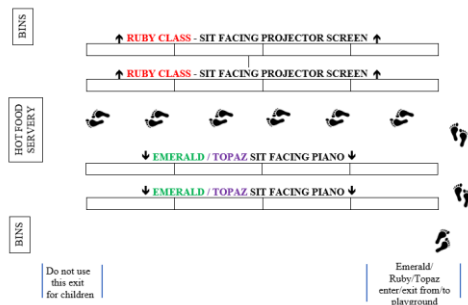 BINS
↑ RUBY CLASS - SIT FACING PROJECTOR SCREEN ↑
↑ RUBY CLASS - SIT FACING PROJECTOR SCREEN ↑
HOT FOOD
SERVERY
↓ EMERALD / TOPAZ SIT FACING PIANO ↓
↓ EMERALD / TOPAZ SIT FACING PIANO ↓
BINS
Do not use
this exit
for children
Emerald/
Ruby/Topaz
enter/exit from/to
playground